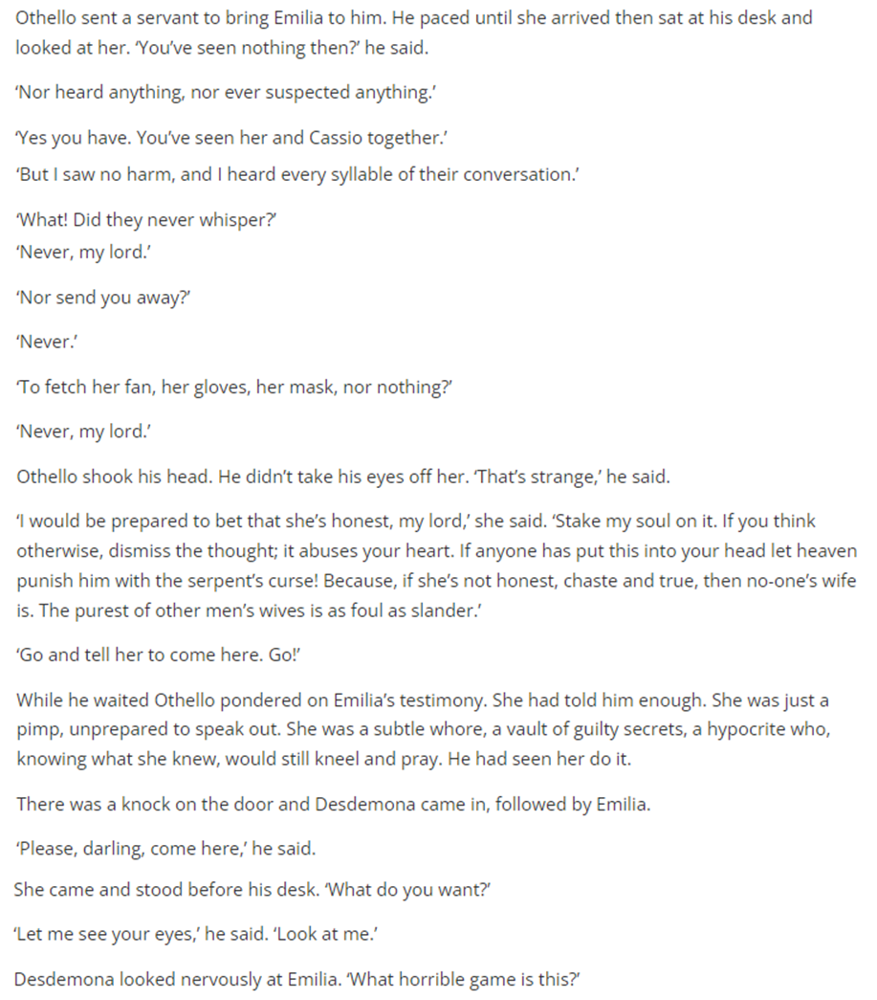 Othello sent a servant to bring Emilia to him. He paced until she arrived then sat at his desk and
looked at her. ‘You’ve seen nothing then?’ he said.
‘Nor heard anything, nor ever suspected anything.’
‘Yes you have. You’ve seen her and Cassio together.’
‘But I saw no harm, and I heard every syllable of their conversation.’
‘What! Did they never whisper?’
‘Never, my lord.’
‘Nor send you away?’
‘Never.’
‘To fetch her fan, her gloves, her mask, nor nothing?’
‘Never, my lord.’
Othello shook his head. He didn’t take his eyes off her. ‘That’s strange,’ he said.
‘I would be prepared to bet that she’s honest, my lord,’ she said. ‘Stake my soul on it. If you think
otherwise, dismiss the thought; it abuses your heart. If anyone has put this into your head let heaven
punish him with the serpent’s curse! Because, if she’s not honest, chaste and true, then no-one’s wife
is. The purest of other men’s wives is as foul as slander.’
‘Go and tell her to come here. Go!’
While he waited Othello pondered on Emilia’s testimony. She had told him enough. She was just a
pimp, unprepared to speak out. She was a subtle whore, a vault of guilty secrets, a hypocrite who,
knowing what she knew, would still kneel and pray. He had seen her do it.
There was a knock on the door and Desdemona came in, followed by Emilia.
‘Please, darling, come here,’ he said.
She came and stood before his desk. ‘What do you want?’
‘Let me see your eyes,’ he said. ‘Look at me.’
Desdemona looked nervously at Emilia. ‘What horrible game is this?’